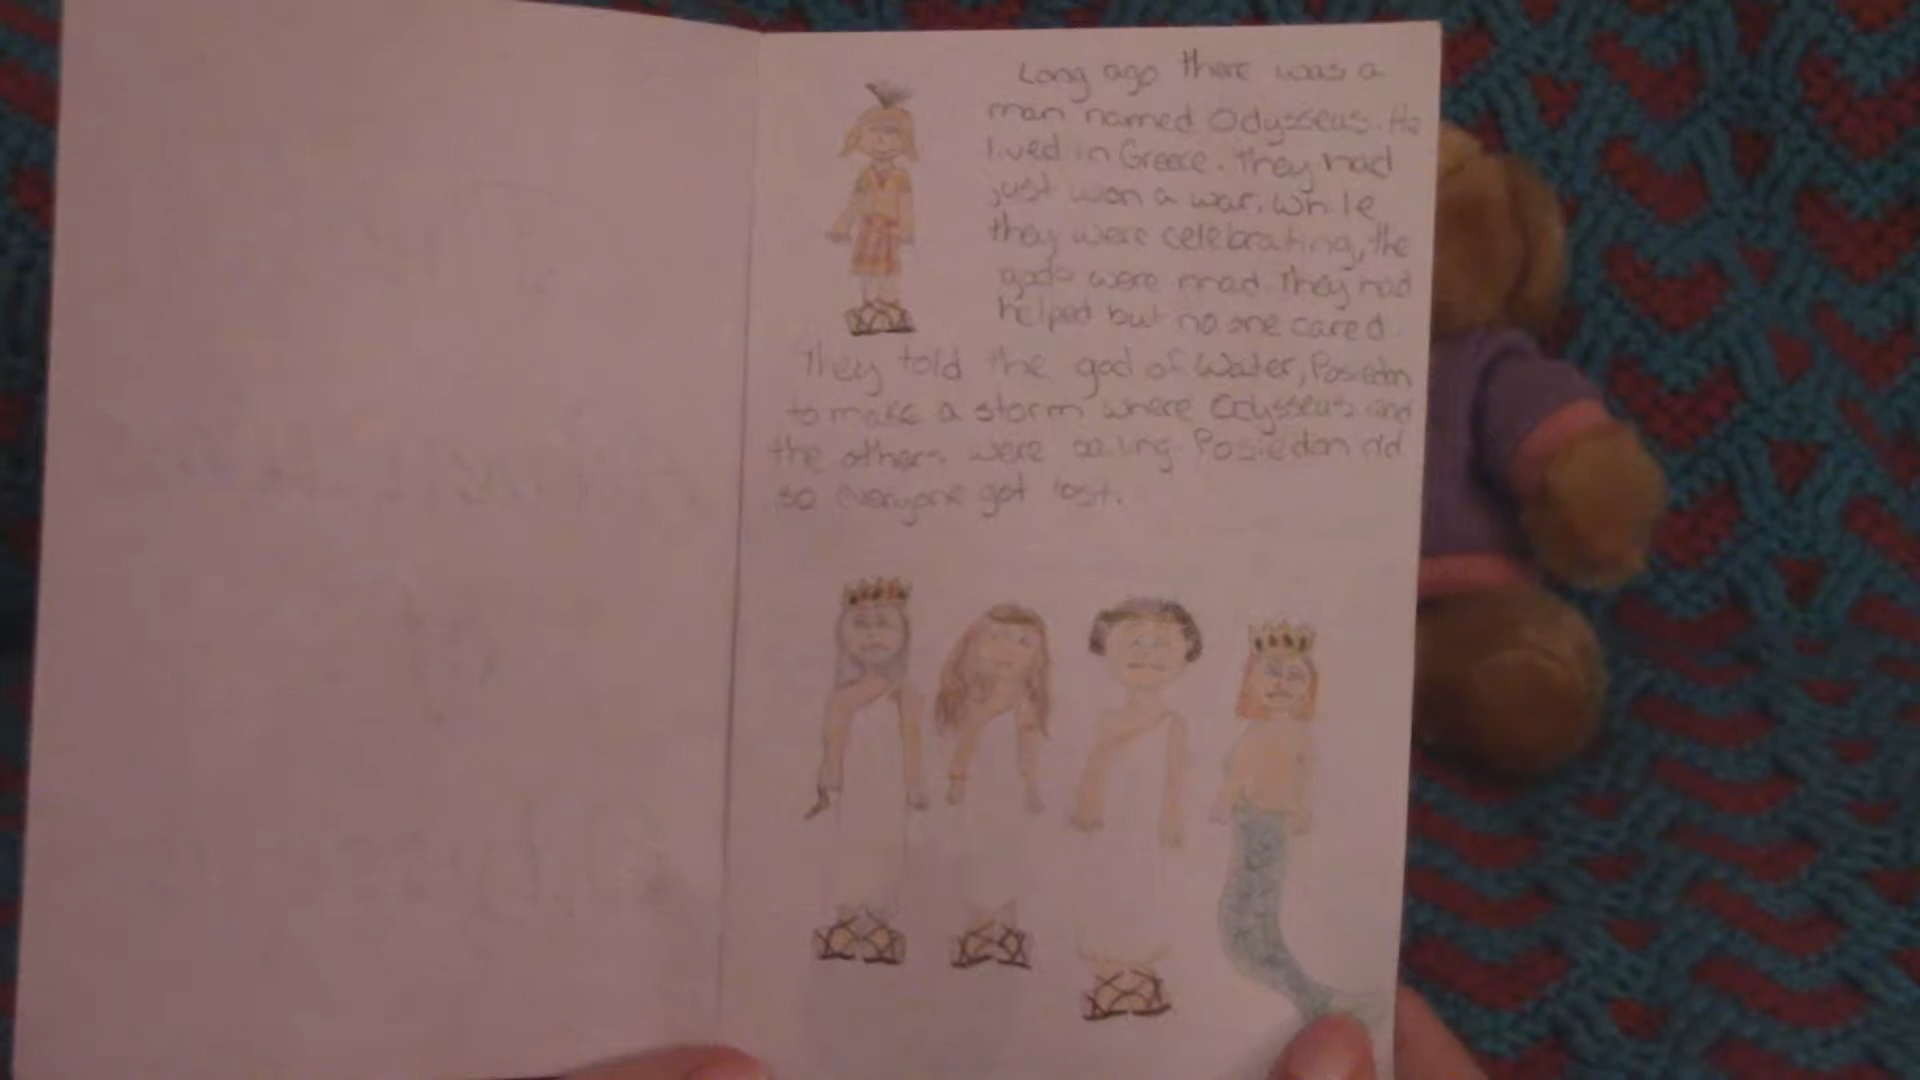 Long ago there was a
man named Odysseus. He
lived in Greece. They had
just won a war. While
they were celebrating, the
gods were mad. They had
helped but no one cared.
They told the god of Water, Posiedon
to make a storm where Odysseus and
the others were sailing. Posiedon did
so everyone got lost.